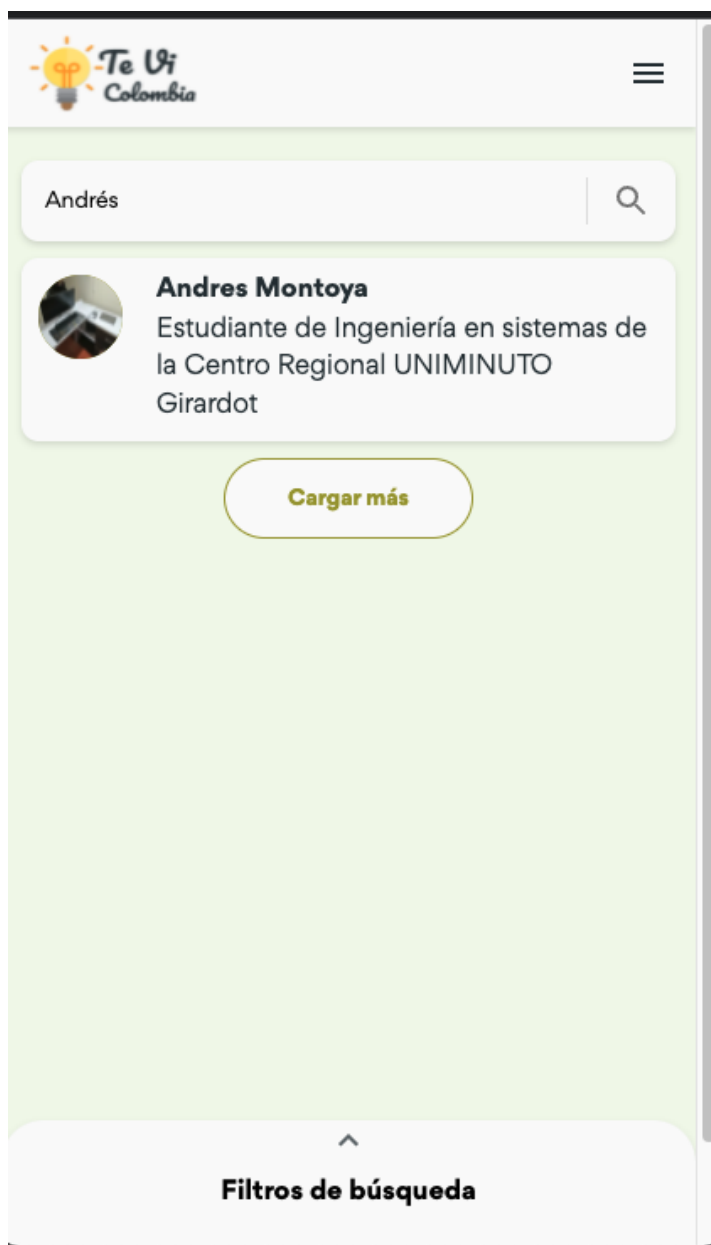 Te Vi
Colombia
Andrés
Andres Montoya
Estudiante de Ingeniería en sistemas de
la Centro Regional UNIMINUTO
Girardot
Cargar más
Filtros de búsqueda